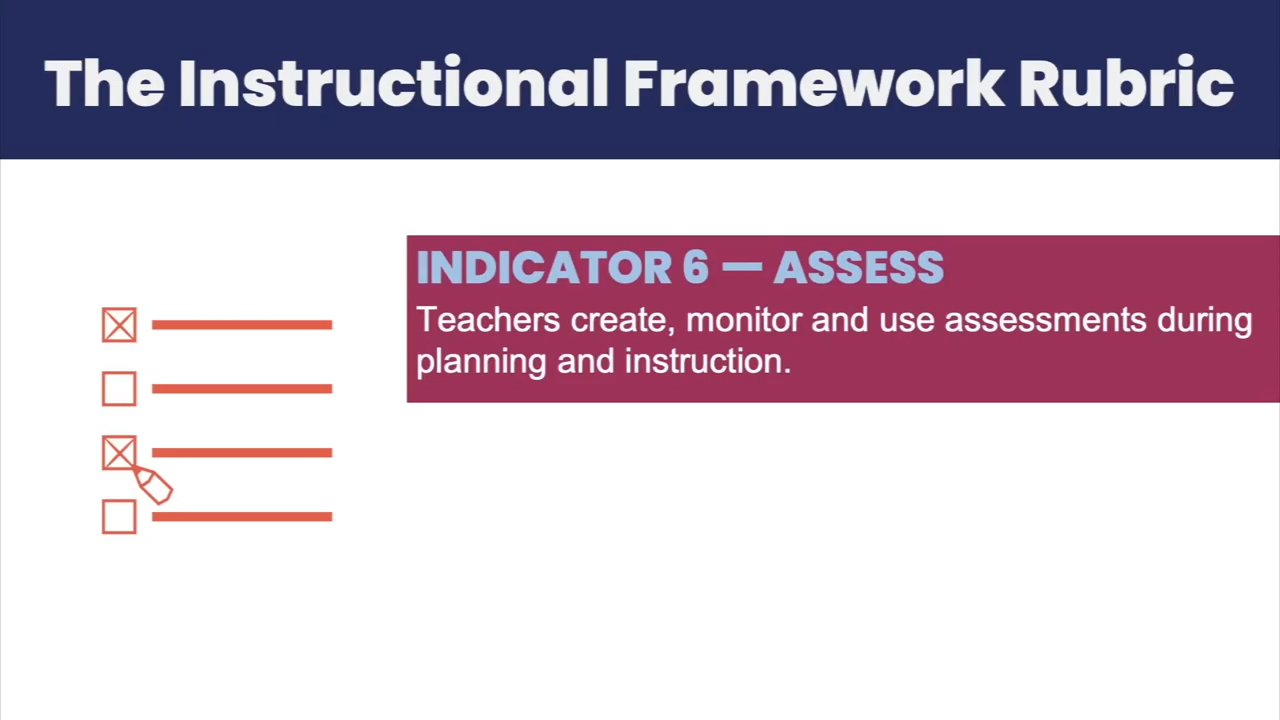 The Instructional Framework Rubric
INDICATOR 6 — ASSESS
Teachers create, monitor and use assessments during
planning and instruction.